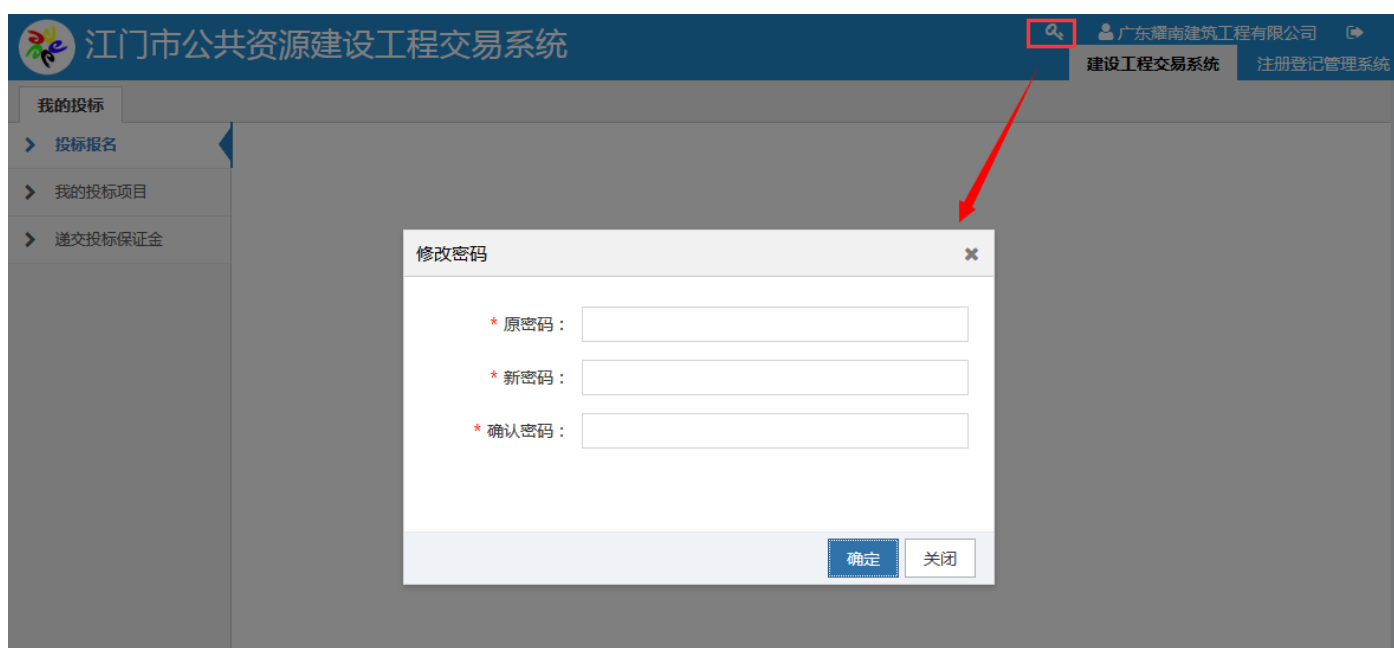 江门市公共资源建设工程交易系统
广东耀南建筑工程有限公司
建设工程交易系统 注册登记管理系统
我的投标
投标报名
我的投标项目
递交投标保证金
修改密码
* 原密码：
* 新密码：
* 确认密码：
确定 关闭